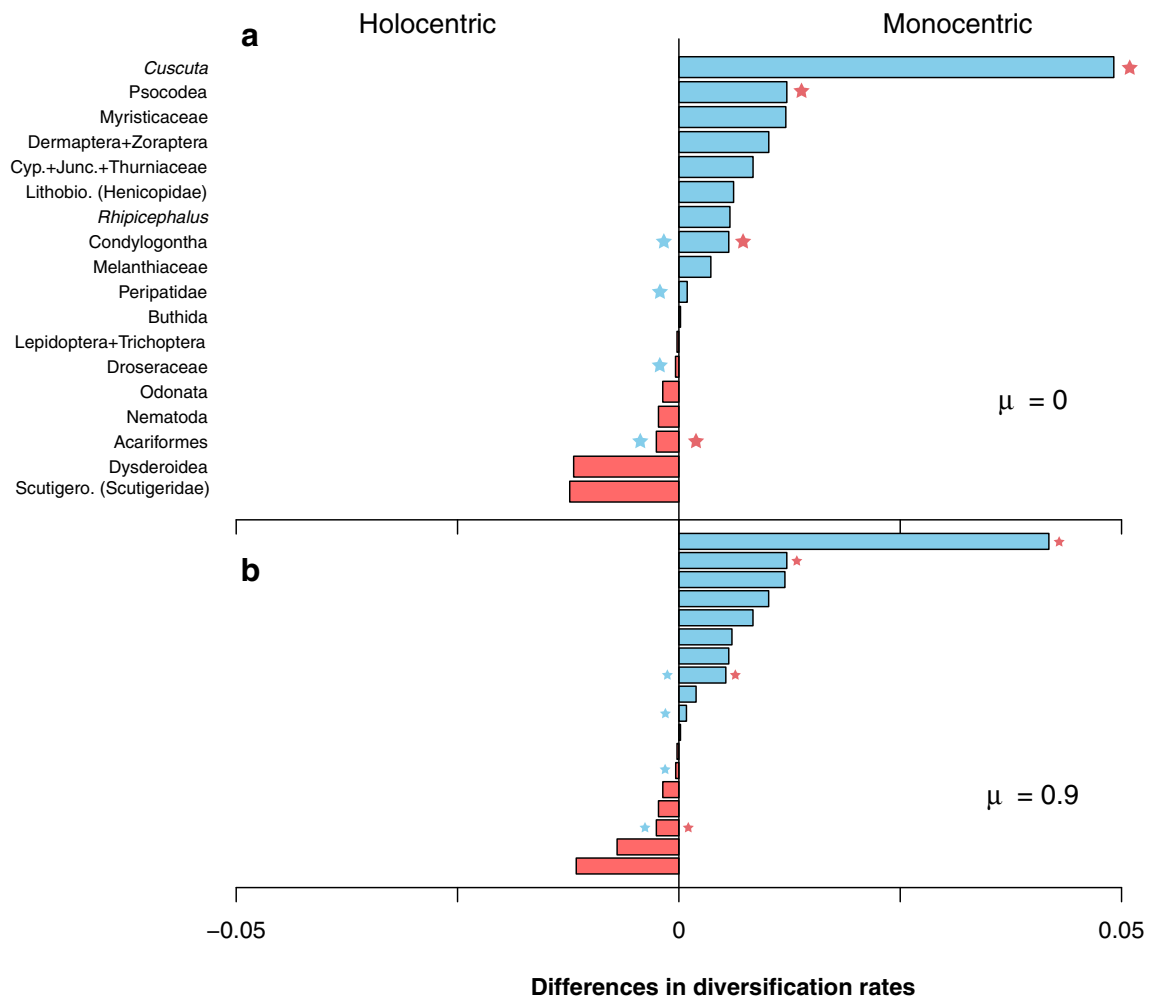 a
Holocentric
Monocentric
Cuscuta
Psocodea
Myristicaceae
Dermaptera+Zoraptera
Cyp.+Junc.+Thurniaceae
Lithobio. (Henicopidae)
Rhipicephalus
Condylogontha
Melanthiaceae
Peripatidae
Buthida
Lepidoptera+Trichoptera
Droseraceae
Odonata
Nematoda
Acariformes
Dysderoidea
Scutigero. (Scutigeridae)
μ = 0
b
μ = 0.9
−0.05 0 0.05
Differences in diversification rates